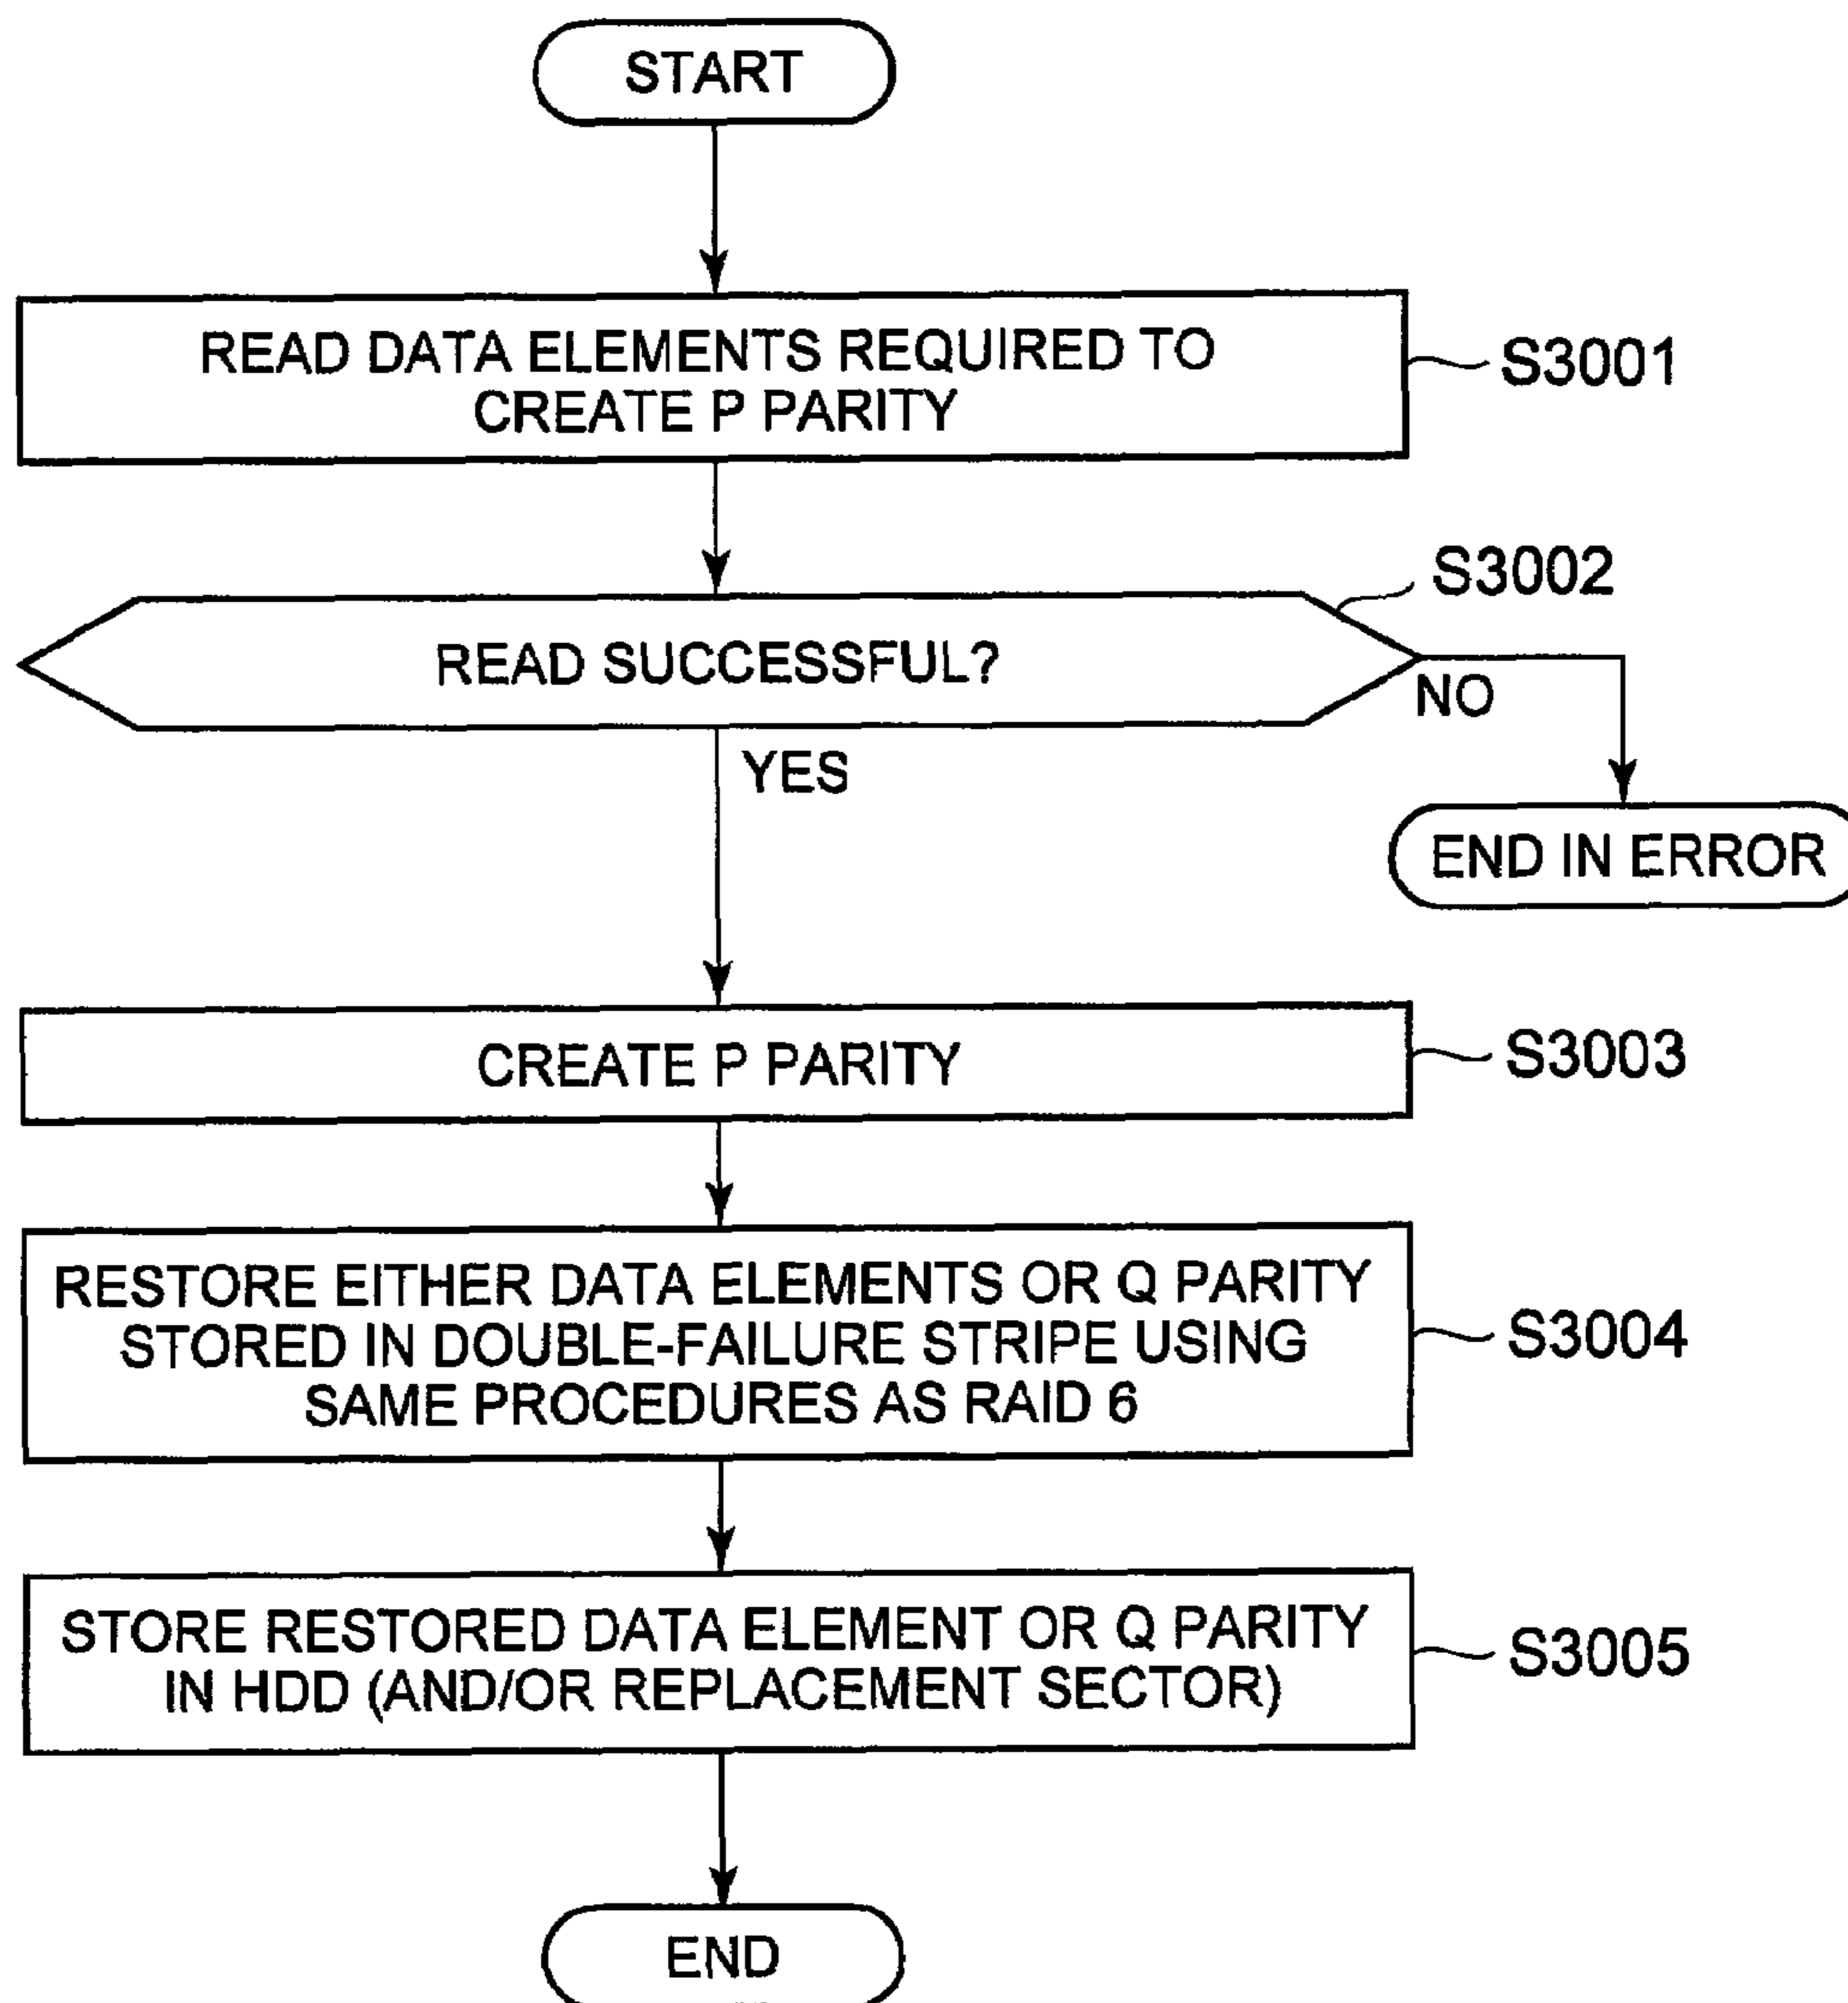 START
READ DATA ELEMENTS REQUIRED TO
CREATE P PARITY
S3001
S3002
READ SUCCESSFUL?
NO
YES
END IN ERROR
CREATE P PARITY
S3003
RESTORE EITHER DATA ELEMENTS OR Q PARITY
STORED IN DOUBLE-FAILURE STRIPE USING
SAME PROCEDURES AS RAID 6
S3004
STORE RESTORED DATA ELEMENT OR Q PARITY
IN HDD (AND/OR REPLACEMENT SECTOR)
S3005
END